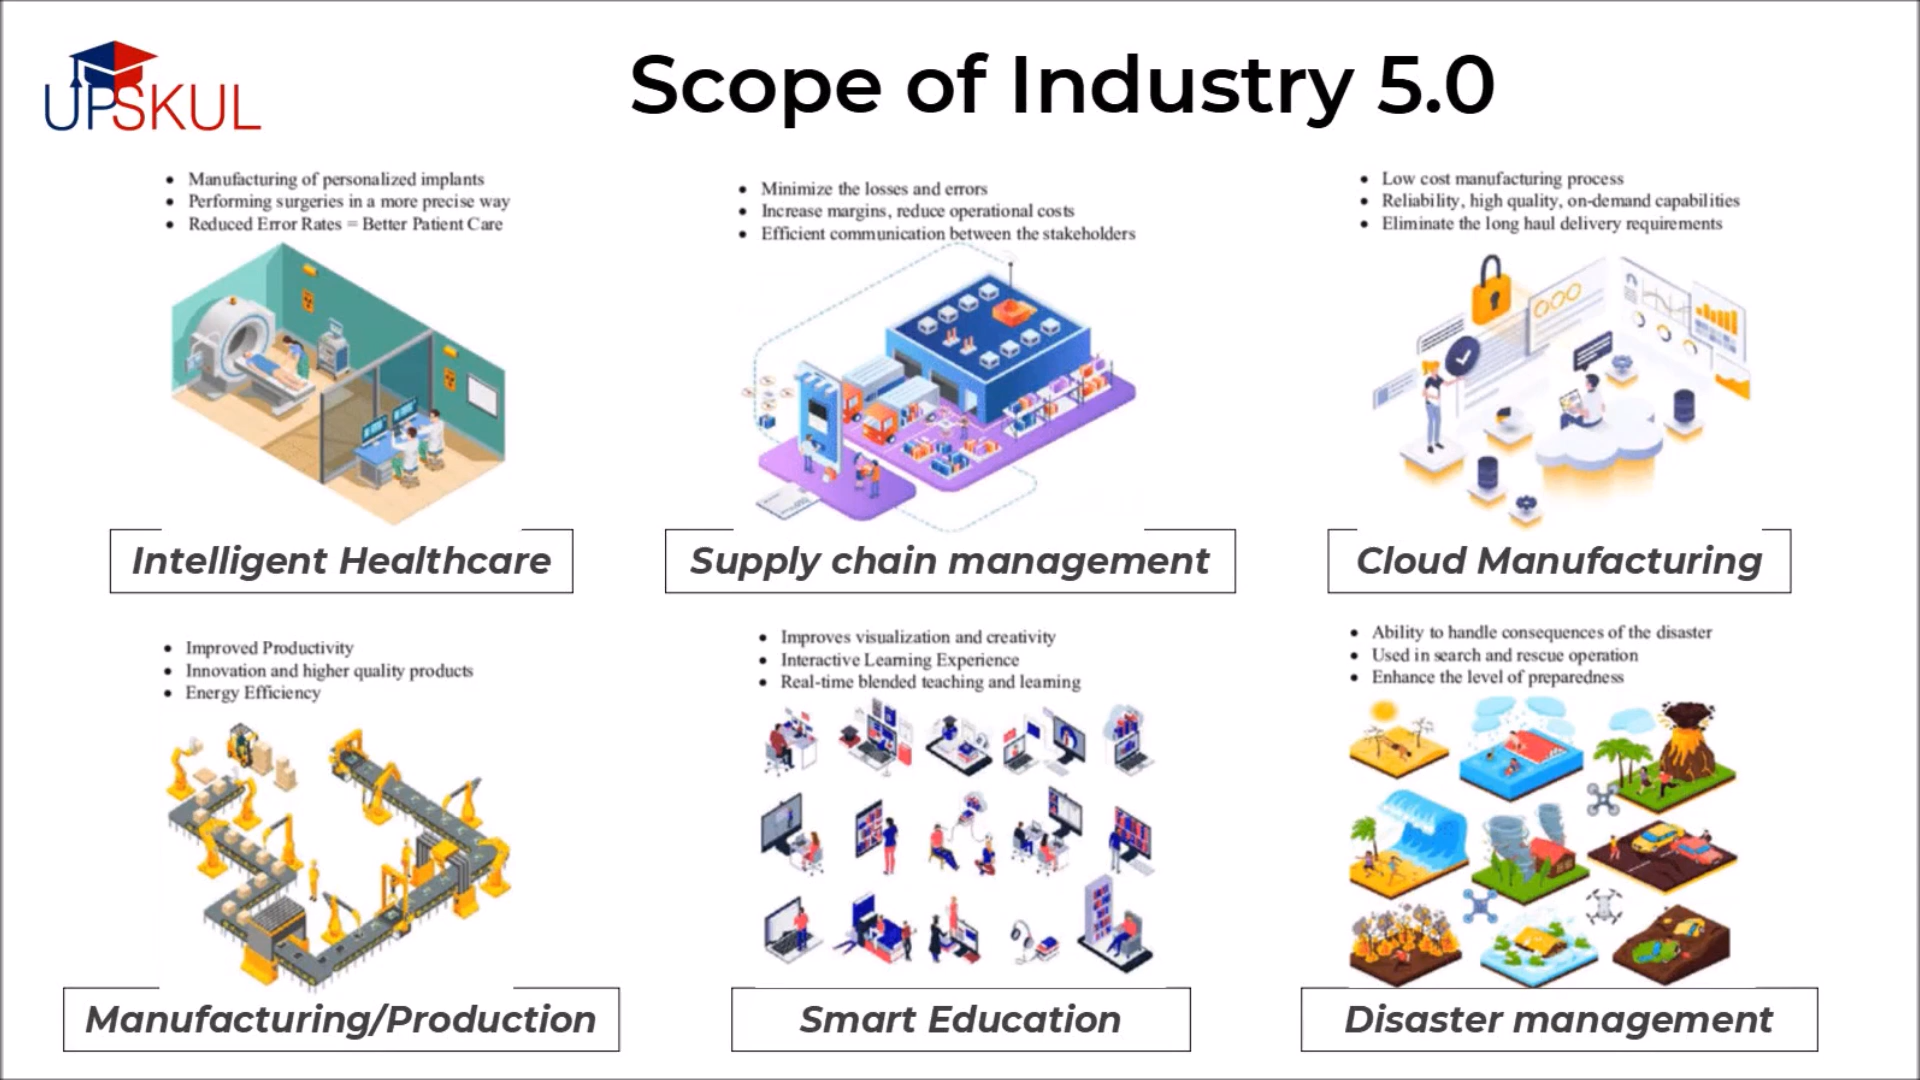 UPSKUL
Scope of Industry 5.0
• Manufacturing of personalized implants
• Performing surgeries in a more precise way
• Reduced Error Rates = Better Patient Care
Intelligent Healthcare
• Minimize the losses and errors
• Increase margins, reduce operational costs
• Efficient communication between the stakeholders
Supply chain management
• Low cost manufacturing process
• Reliability, high quality, on-demand capabilities
• Eliminate the long haul delivery requirements
Cloud Manufacturing
• Improved Productivity
• Innovation and higher quality products
• Energy Efficiency
Manufacturing/Production
• Improves visualization and creativity
• Interactive Learning Experience
• Real-time blended teaching and learning
Smart Education
• Ability to handle consequences of the disaster
• Used in search and rescue operation
• Enhance the level of preparedness
Disaster management